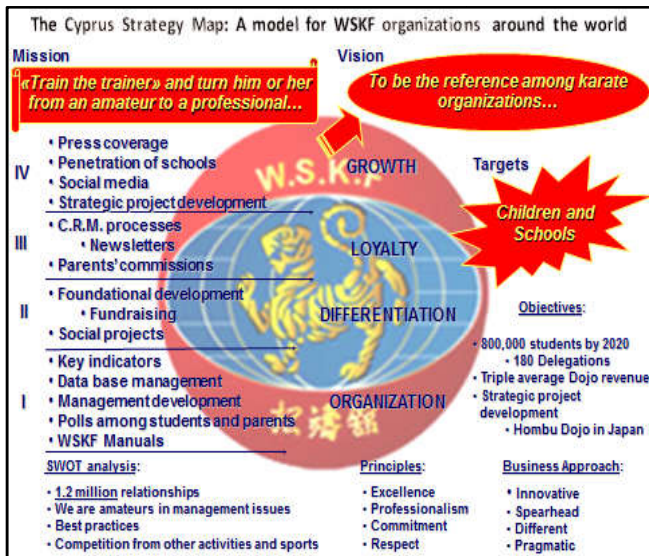 The Cyprus Strategy Map: A model for WSKF organizations around the world
Mission
«Train the trainer» and turn him or her
from an amateur to a professional…
Vision
To be the reference among karate
organizations…
IV
• Press coverage
• Penetration of schools
• Social media
• Strategic project development
GROWTH
W.S.K.F
Targets
Children and
Schools
III
• C.R.M. processes
• Newsletters
• Parents' commissions
LOYALTY
II
• Foundational development
• Fundraising
• Social projects
DIFFERENTIATION
I
• Key indicators
• Data base management
• Management development
• Polls among students and parents
• WSKF Manuals
ORGANIZATION
松濤館
Objectives:
• 800,000 students by 2020
• 180 Delegations
• Triple average Dojo revenue
• Strategic project
development
• Hombu Dojo in Japan
SWOT analysis:
• 1.2 million relationships
• We are amateurs in management issues
• Best practices
• Competition from other activities and sports
Principles:
• Excellence
• Professionalism
• Commitment
• Respect
Business Approach:
• Innovative
• Spearhead
• Different
• Pragmatic